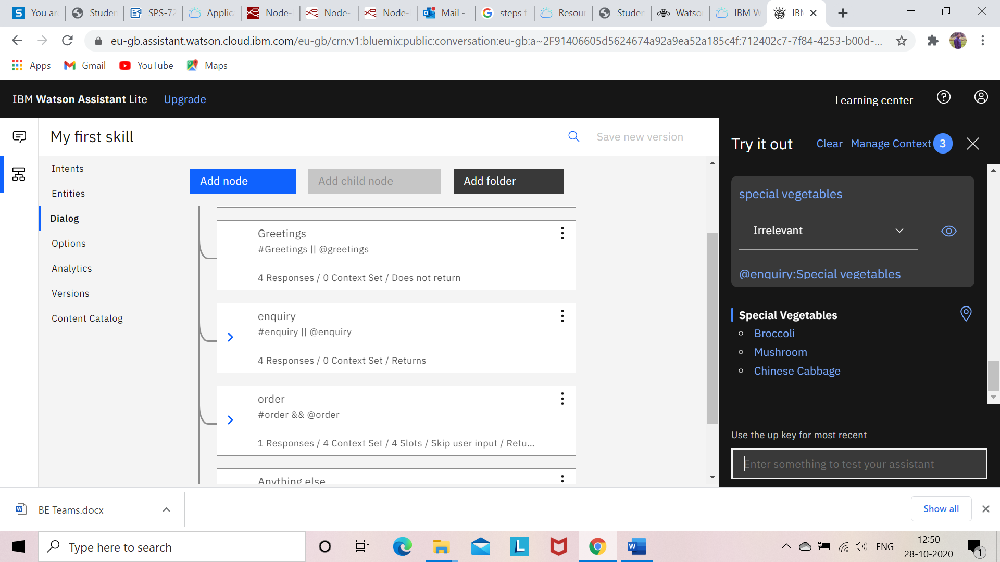 You are
Studer
SPS-72
Applic
Node-
Node-
Node-
Mail -
steps f
Resour
Studer
Watso
IBM W
IBM
eu-gb.assistant.watson.cloud.ibm.com/eu-gb/crn:v1:bluemix:public:conversation:eu-gb:a~2F91406605d5624674a92a9ea52a185c4f:712402c7-7f84-4253-b00d-...
Apps
Gmail
YouTube
Maps
IBM Watson Assistant Lite
Upgrade
Learning center
My first skill
Save new version
Intents
Entities
Dialog
Options
Analytics
Versions
Content Catalog
Add node
Add child node
Add folder
Greetings
#Greetings || @greetings
4 Responses / 0 Context Set / Does not return
enquiry
#enquiry || @enquiry
4 Responses / 0 Context Set / Returns
order
#order && @order
1 Responses / 4 Context Set / 4 Slots / Skip user input / Retu...
Anything else
Try it out
Clear
Manage Context 3
special vegetables
Irrelevant
@enquiry:Special vegetables
Special Vegetables
Broccoli
Mushroom
Chinese Cabbage
Use the up key for most recent
Enter something to test your assistant
BE Teams.docx
Show all
Type here to search
ENG
12:50
28-10-2020
1